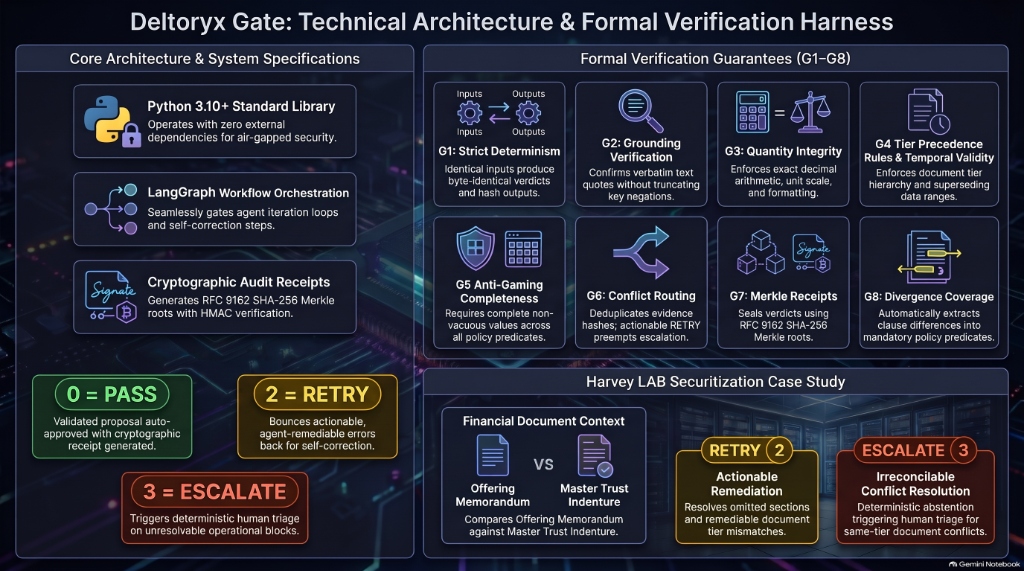 Deltoryx Gate: Technical Architecture & Formal Verification Harness
Core Architecture & System Specifications
Python 3.10+ Standard Library
Operates with zero external
dependencies for air-gapped security.
LangGraph Workflow Orchestration
Seamlessly gates agent iteration loops
and self-correction steps.
Signate
Cryptographic Audit Receipts
Generates RFC 9162 SHA-256 Merkle
roots with HMAC verification.
0 = PASS
Validated proposal auto-
approved with cryptographic
receipt generated.
2 = RETRY
Bounces actionable,
agent-remediable errors
back for self-correction.
3 = ESCALATE
Triggers deterministic human triage
on unresolvable operational blocks.
Formal Verification Guarantees (G1–G8)
Inputs
Outputs
Inputs
Outputs
G1: Strict Determinism
Identical inputs produce
byte-identical verdicts
and hash outputs.
G2: Grounding
Verification
Confirms verbatim text
quotes without truncating
key negations.
G3: Quantity Integrity
Enforces exact decimal
arithmetic, unit scale,
and formatting.
G4 Tier Precedence
Rules & Temporal Validity
Enforces document tier
hierarchy and superseding
data ranges.
G5 Anti-Gaming
Completeness
Requires complete non-
vacuous values across
all policy predicates.
G6: Conflict Routing
Deduplicates evidence
hashes; actionable RETRY
preempts escalation.
Signate
G7: Merkle Receipts
Seals verdicts using
RFC 9162 SHA-256
Merkle roots.
G8: Divergence Coverage
Automatically extracts
clause differences into
mandatory policy predicates.
Harvey LAB Securitization Case Study
Financial Document Context
VS
Offering
Memorandum
Master Trust
Indenture
Compares Offering Memorandum
against Master Trust Indenture.
RETRY 2
Actionable
Remediation
Resolves omitted sections
and remediable document
tier mismatches.
ESCALATE 3
Irreconcilable
Conflict Resolution
Deterministic abstention
triggering human triage for
same-tier document conflicts.
Gemini Notebook